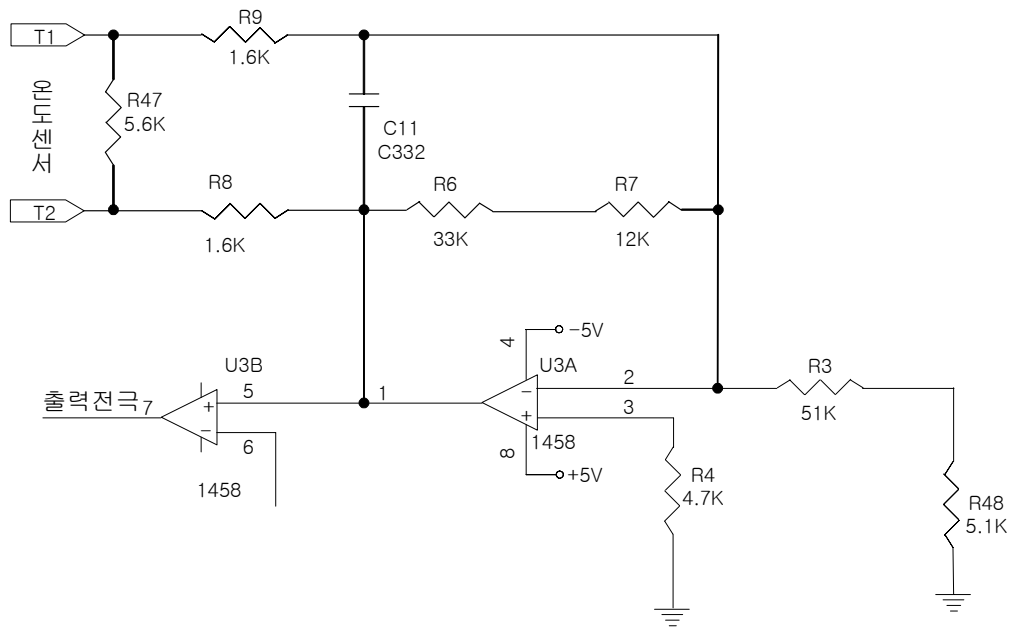 R9
T1
1.6K
온도센서
R47
5.6K
C11
C332
R8
R6
R7
T2
1.6K
33K
12K
4
-5V
U3B
U3A
R3
출력전극
7
5
1
2
+
−
−
+
3
51K
6
1458
8
+5V
R4
4.7K
1458
R48
5.1K